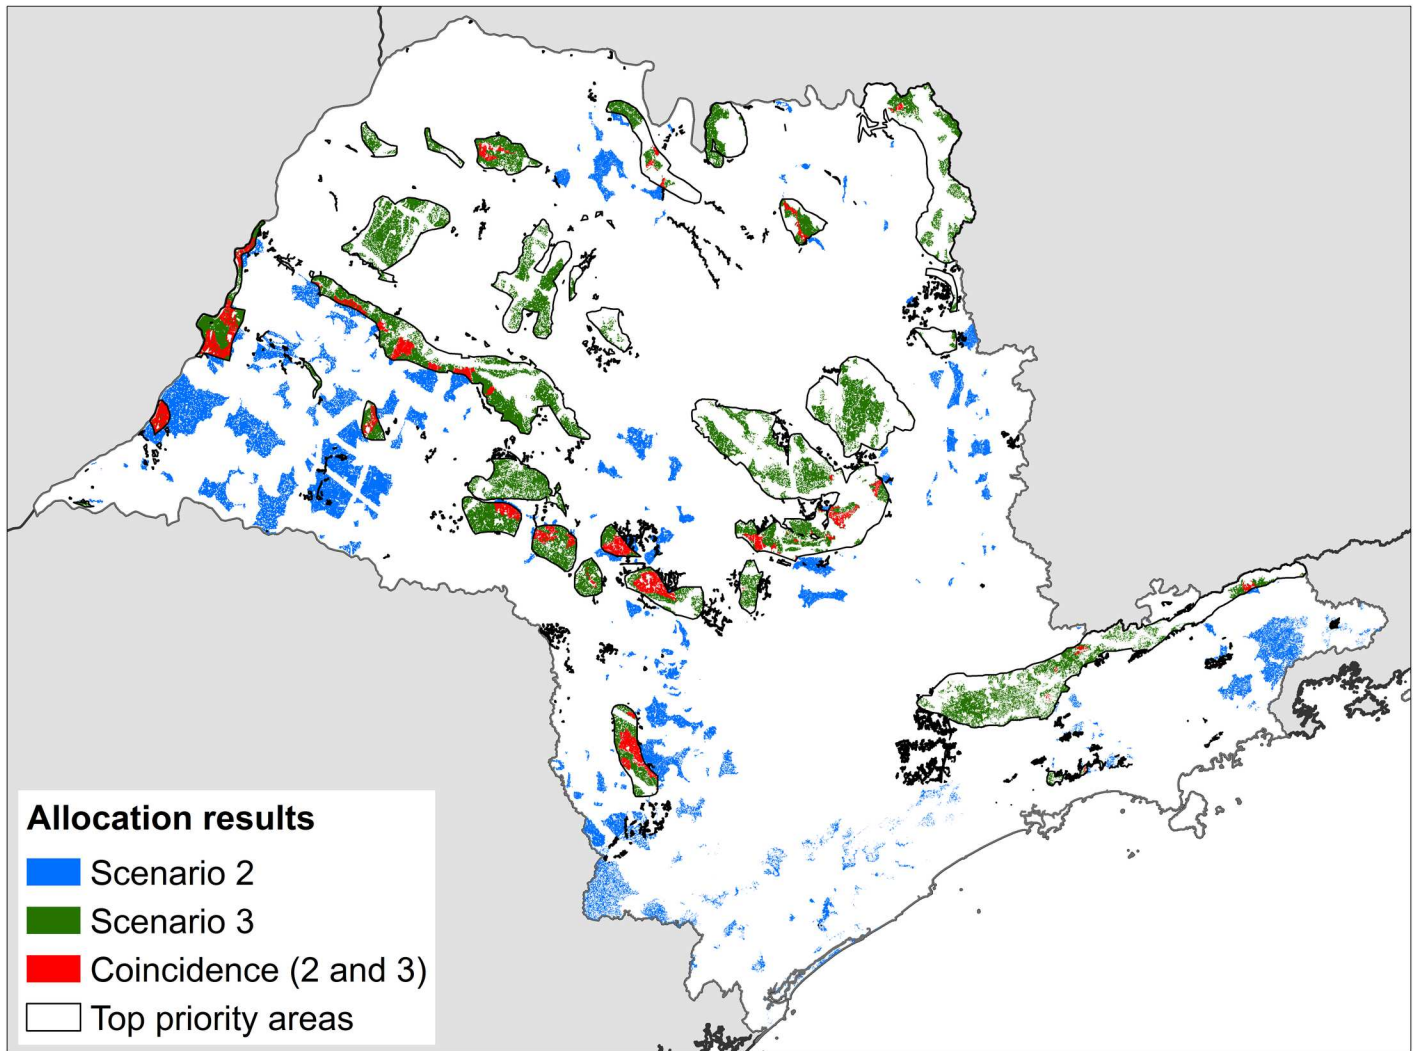 Allocation results
Scenario 2
Scenario 3
Coincidence (2 and 3)
Top priority areas